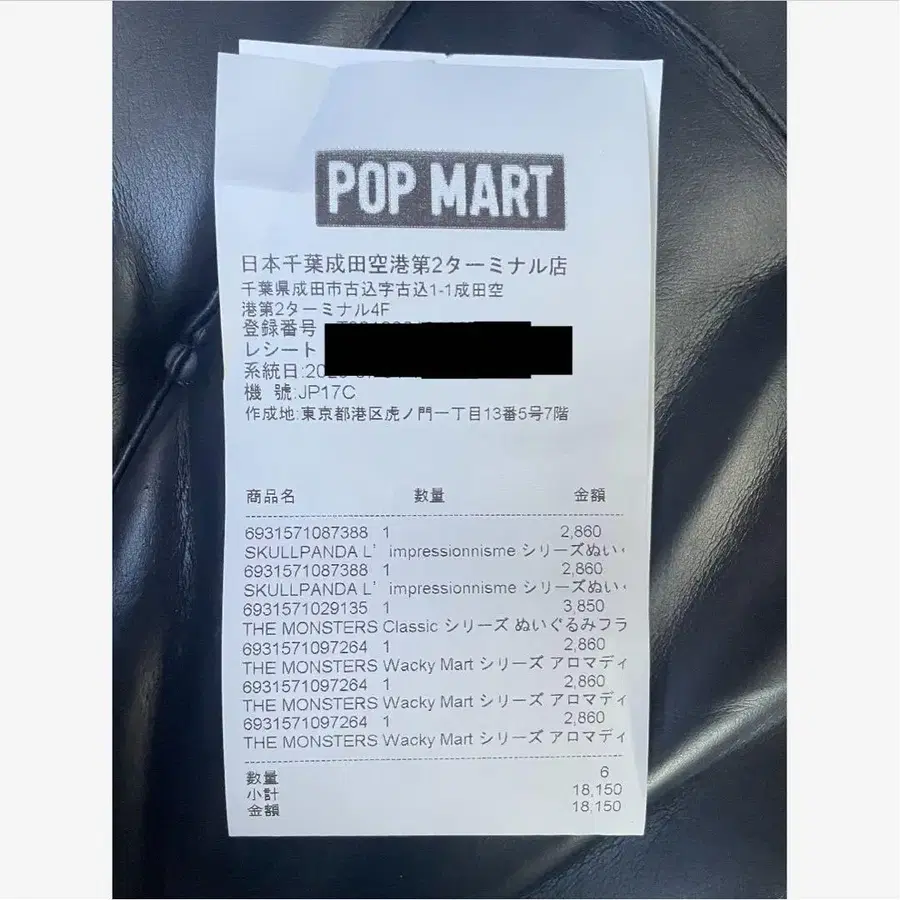 POP MART
日本千葉成田空港第2ターミナル店
千葉県成田市古込字古込1-1成田空
港第2ターミナル4F
登録番号
レシート
系統日:20
機 號:JP17C
作成地:東京都港区虎ノ門一丁目13番5号7階
商品名 数量 金額
6931571087388 1 2,860
SKULLPANDA L' impressionnisme シリーズぬい
6931571087388 1 2,860
SKULLPANDA L' impressionnisme シリーズぬい
6931571029135 1 3,850
THE MONSTERS Classic シリーズ ぬいぐるみフラ
6931571097264 1 2,860
THE MONSTERS Wacky Mart シリーズ アロマディ
6931571097264 1 2,860
THE MONSTERS Wacky Mart シリーズ アロマディ
6931571097264 1 2,860
THE MONSTERS Wacky Mart シリーズ アロマディ
数量 6
小計 18,150
金額 18,150